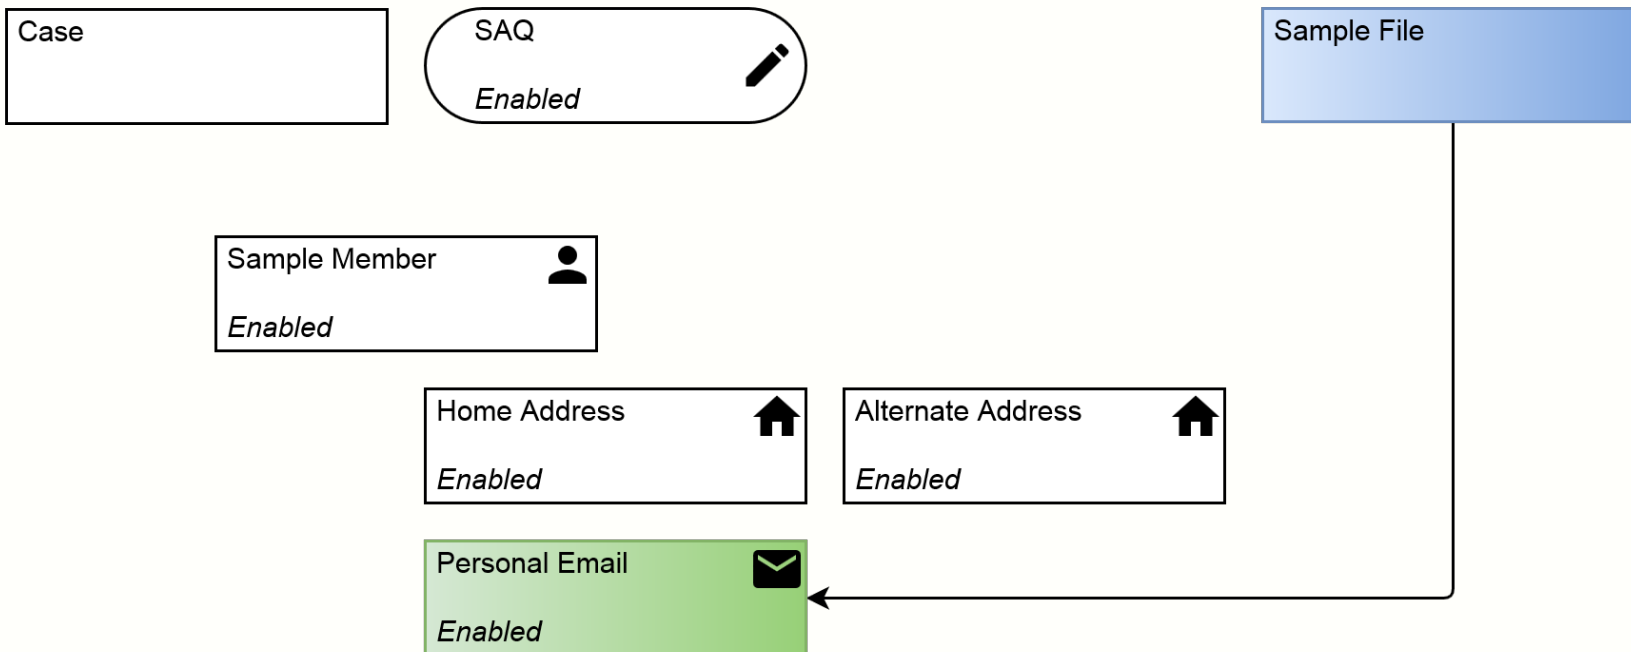 Case
SAQ
Enabled
Sample File
Sample Member
Enabled
Home Address
Enabled
Alternate Address
Enabled
Personal Email
Enabled